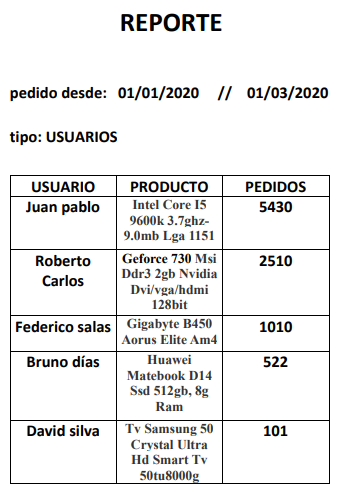 REPORTE
pedido desde: 01/01/2020 // 01/03/2020
tipo: USUARIOS
USUARIO PRODUCTO PEDIDOS
Juan pablo Intel Core I5 5430
9600k 3.7ghz-
9.0mb Lga 1151
Roberto Geforce 730 Msi 2510
Carlos Ddr3 2gb Nvidia
Dvi/vga/hdmi
128bit
Federico salas Gigabyte B450 1010
Aorus Elite Am4
Bruno días Huawei 522
Matebook D14
Ssd 512gb, 8g
Ram
David silva Tv Samsung 50 101
Crystal Ultra
Hd Smart Tv
50tu8000g